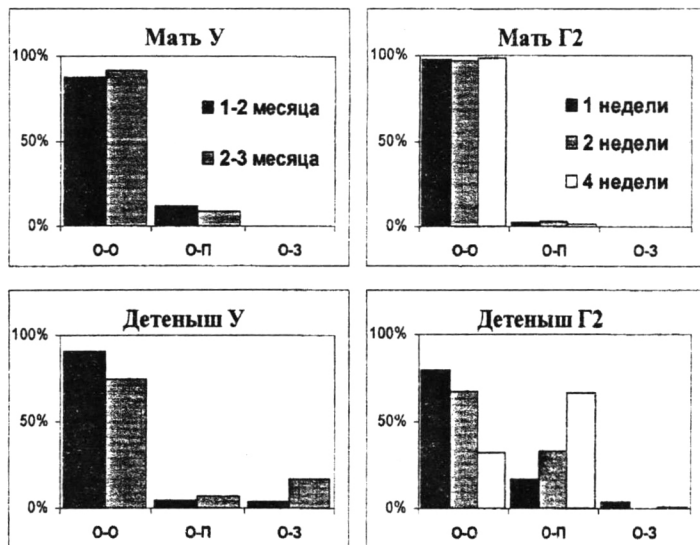 Мать У
100%
50%
0%
1-2 месяца
2-3 месяца
О-О О-П О-З
Мать Г2
100%
50%
0%
1 недели
2 недели
4 недели
О-О О-П О-З
Детеныш У
100%
50%
0%
О-О О-П О-З
Детеныш Г2
100%
50%
0%
О-О О-П О-З